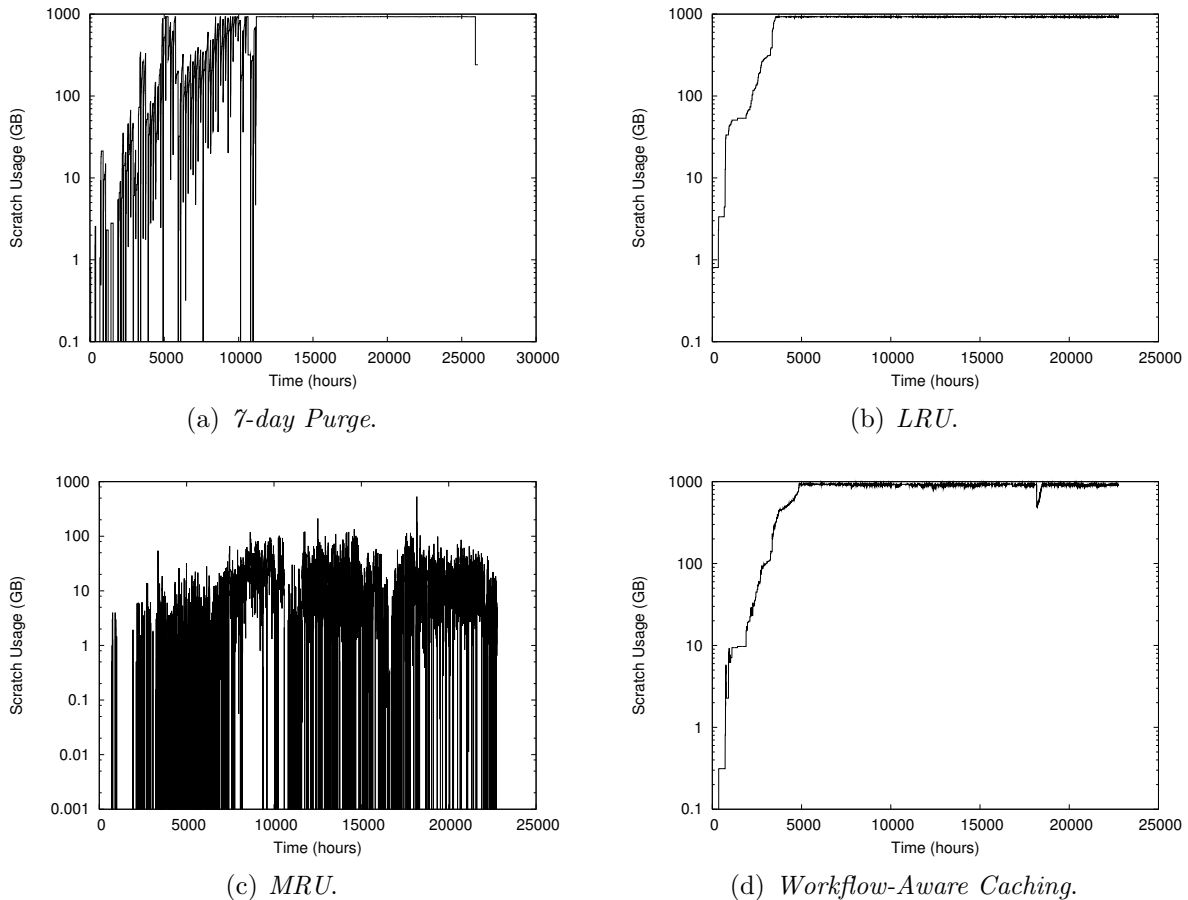 1000
100
10
1
0.1
Scratch Usage (GB)
0 5000 10000 15000 20000 25000 30000
Time (hours)
(a) 7-day Purge.
1000
100
10
1
0.1
Scratch Usage (GB)
0 5000 10000 15000 20000 25000
Time (hours)
(b) LRU.
1000
100
10
1
0.1
0.01
0.001
Scratch Usage (GB)
0 5000 10000 15000 20000 25000
Time (hours)
(c) MRU.
1000
100
10
1
0.1
Scratch Usage (GB)
0 5000 10000 15000 20000 25000
Time (hours)
(d) Workflow-Aware Caching.